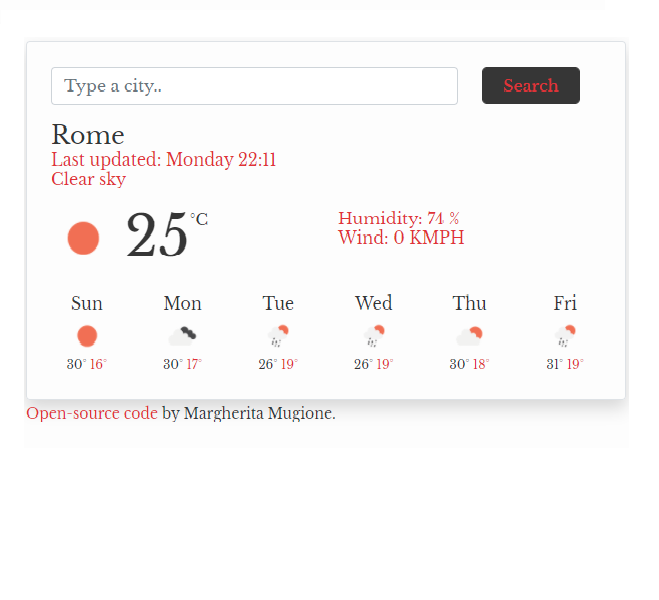 Type a city..
Search
Rome
Last updated: Monday 22:11
Clear sky
25 °C
Humidity: 74 %
Wind: 0 KMPH
Sun Mon Tue Wed Thu Fri
30° 16° 30° 17° 26° 19° 26° 19° 30° 18° 31° 19°
Open-source code by Margherita Mugione.